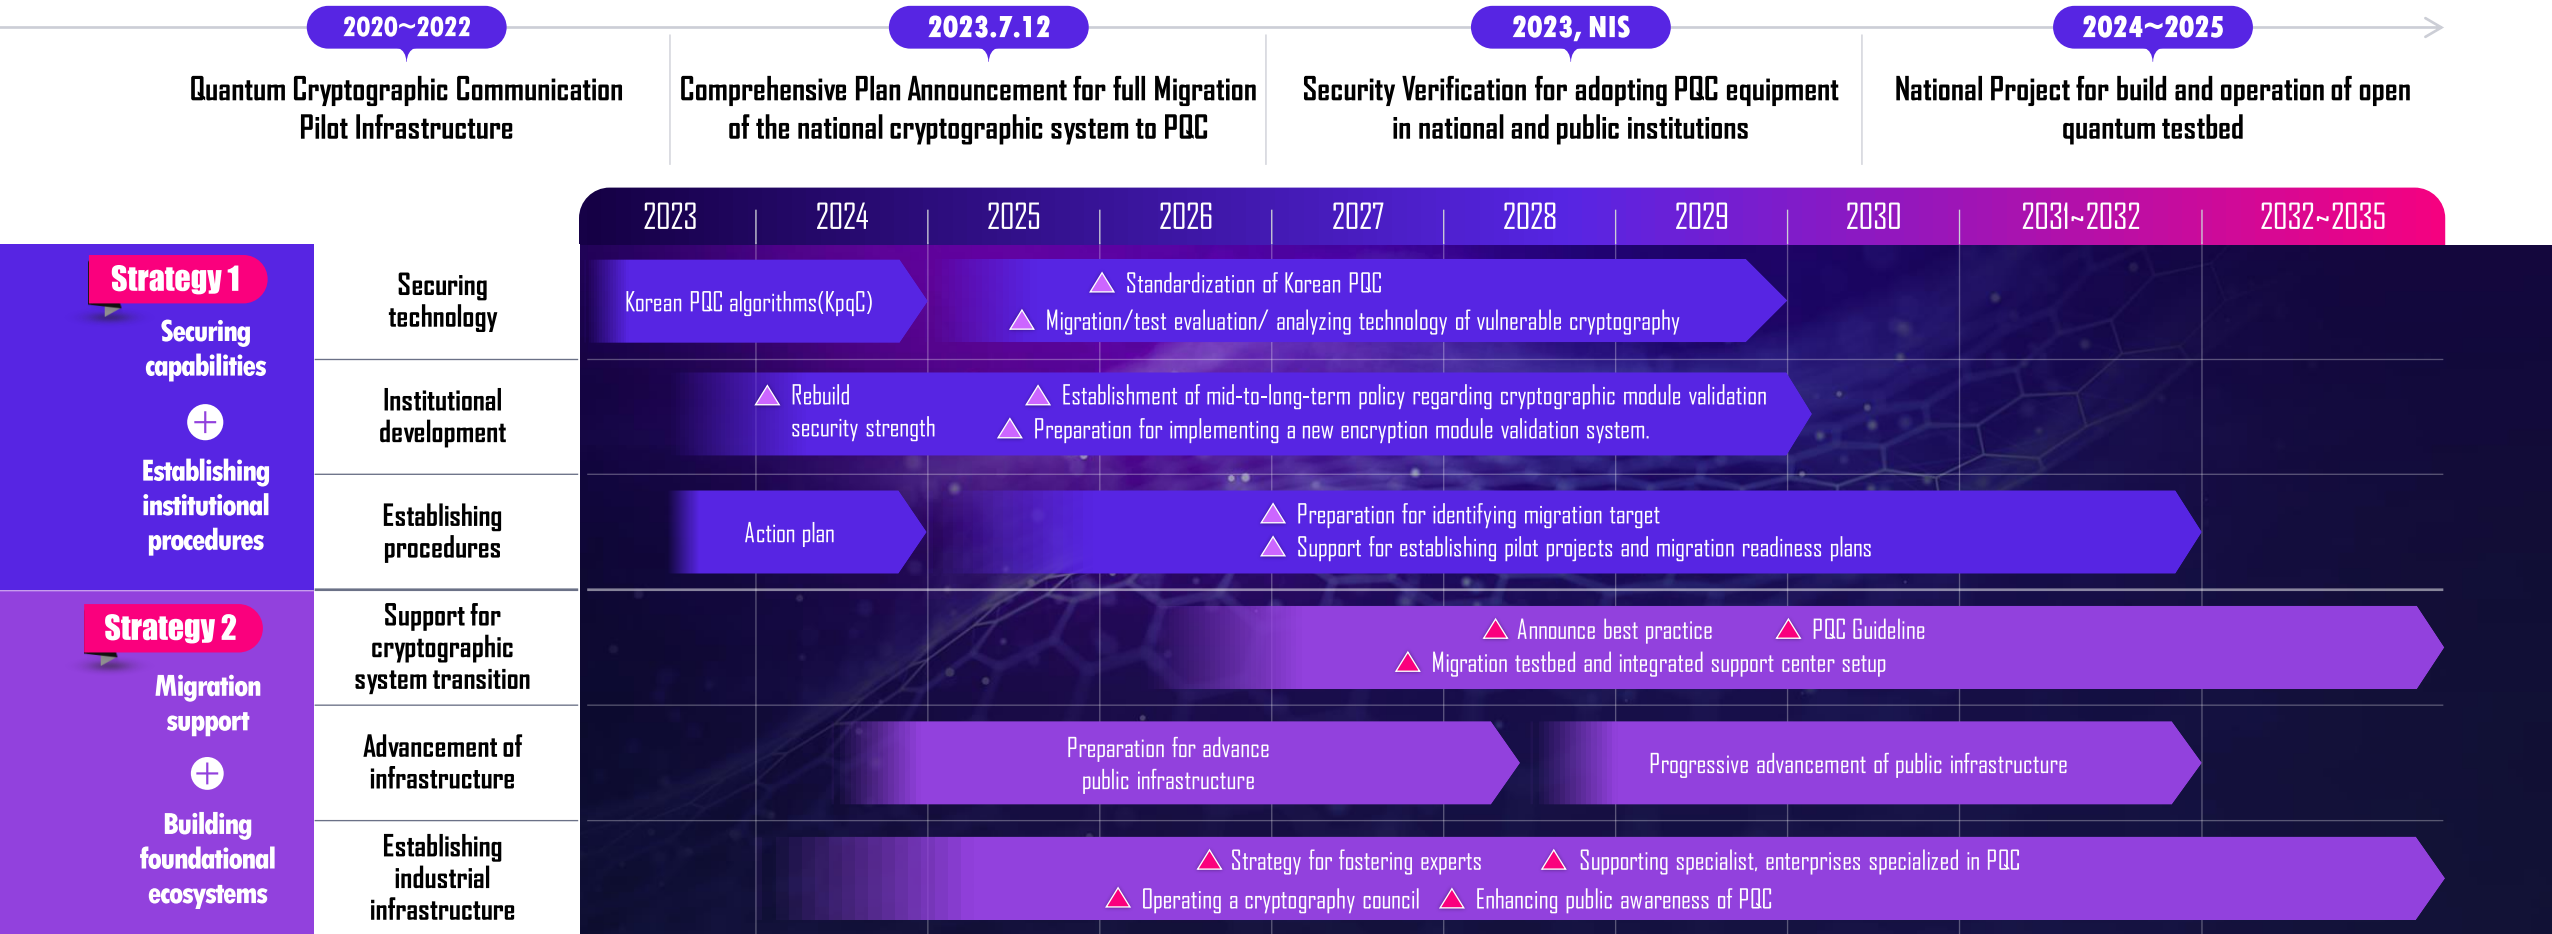 2020~2022
Quantum Cryptographic Communication
Pilot Infrastructure
2023.7.12
Comprehensive Plan Announcement for full Migration
of the national cryptographic system to PQC
2023, NIS
Security Verification for adopting PQC equipment
in national and public institutions
2024~2025
National Project for build and operation of open
quantum testbed
2023
2024
2025
2026
2027
2028
2029
2030
2031~2032
2032~2035
Strategy 1
Securing
capabilities
Establishing
institutional
procedures
Securing
technology
Korean PQC algorithms(KpqC)
Standardization of Korean PQC
Migration/test evaluation/ analyzing technology of vulnerable cryptography
Institutional
development
Rebuild
security strength
Establishment of mid-to-long-term policy regarding cryptographic module validation
Preparation for implementing a new encryption module validation system.
Establishing
procedures
Action plan
Preparation for identifying migration target
Support for establishing pilot projects and migration readiness plans
Strategy 2
Migration
support
Building
foundational
ecosystems
Support for
cryptographic
system transition
Announce best practice
PQC Guideline
Migration testbed and integrated support center setup
Advancement of
infrastructure
Preparation for advance
public infrastructure
Progressive advancement of public infrastructure
Establishing
industrial
infrastructure
Strategy for fostering experts
Supporting specialist, enterprises specialized in PQC
Operating a cryptography council
Enhancing public awareness of PQC